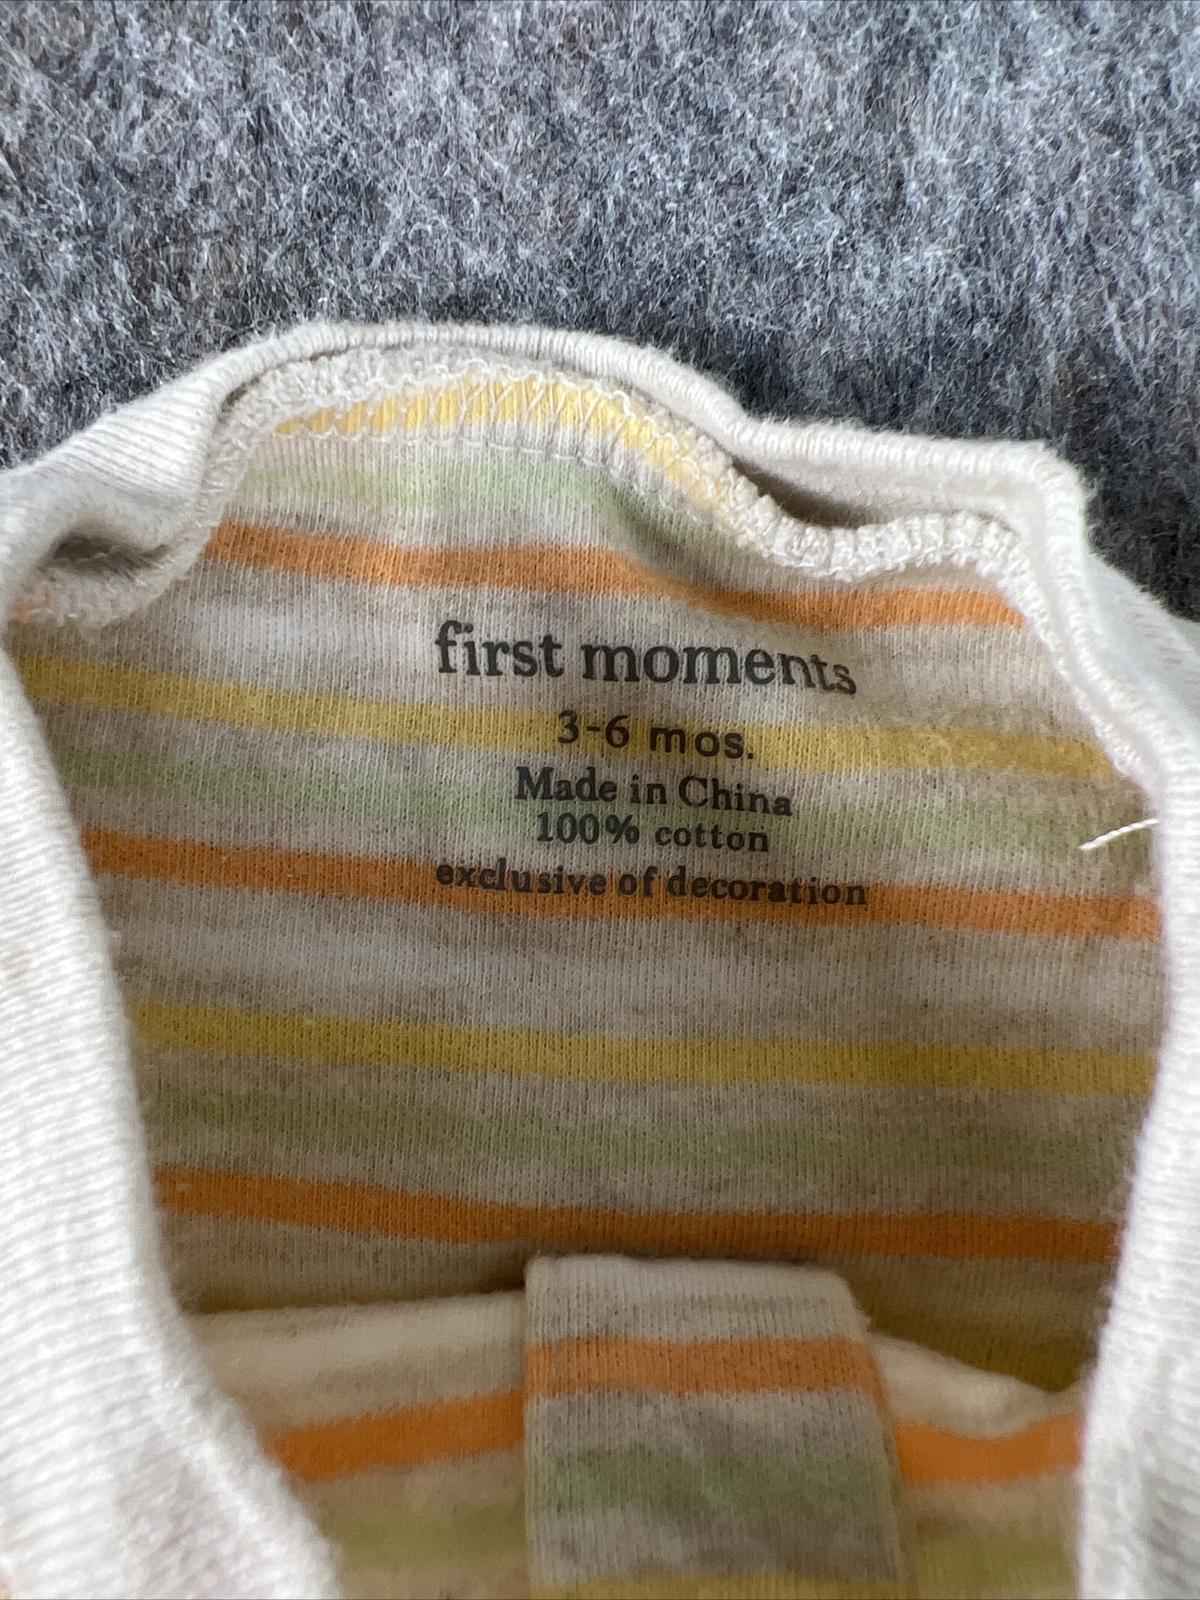 first moments
3-6 mos.
Made in China
100% cotton
exclusive of decoration